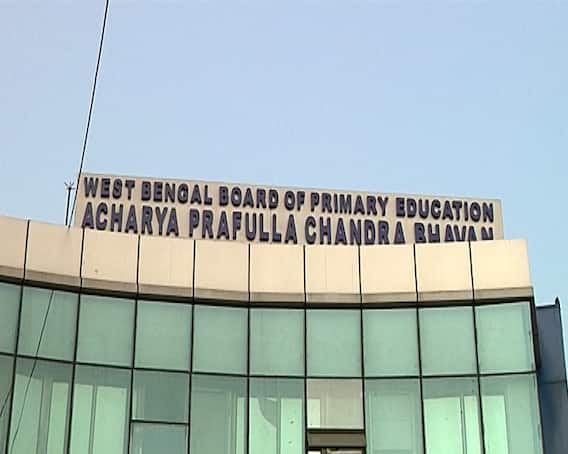 WEST BENGAL BOARD OF PRIMARY EDUCATION
ACHARYA PRAFULLA CHANDRA BHAVAN